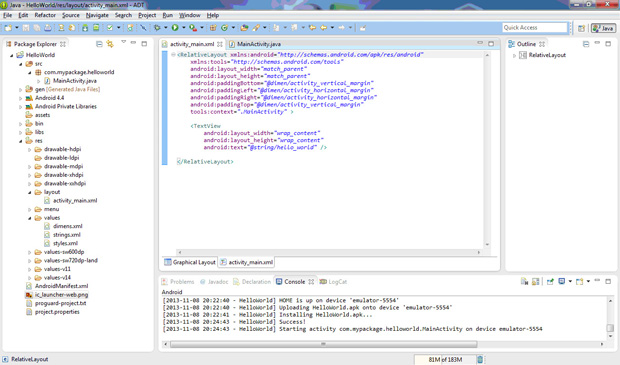 Java - HelloWorld/res/layout/activity_main.xml - ADT
File Edit Refactor Source Navigate Search Project Run Window Help
Quick Access
Java
Package Explorer
HelloWorld
src
com.mypackage.helloworld
MainActivity.java
gen [Generated Java Files]
Android 4.4
Android Private Libraries
assets
bin
libs
res
drawable-hdpi
drawable-ldpi
drawable-mdpi
drawable-xhdpi
drawable-xxhdpi
layout
activity_main.xml
menu
values
dimens.xml
strings.xml
styles.xml
values-sw600dp
values-sw720dp-land
values-v11
values-v14
AndroidManifest.xml
ic_launcher-web.png
proguard-project.txt
project.properties
activity_main.xml
MainActivity.java
<RelativeLayout xmlns:android="http://schemas.android.com/apk/res/android"
xmlns:tools="http://schemas.android.com/tools"
android:layout_width="match_parent"
android:layout_height="match_parent"
android:paddingBottom="@dimen/activity_vertical_margin"
android:paddingLeft="@dimen/activity_horizontal_margin"
android:paddingRight="@dimen/activity_horizontal_margin"
android:paddingTop="@dimen/activity_vertical_margin"
tools:context=".MainActivity" >
<TextView
android:layout_width="wrap_content"
android:layout_height="wrap_content"
android:text="@string/hello_world" />
</RelativeLayout>
Graphical Layout
activity_main.xml
Outline
RelativeLayout
Problems @ Javadoc Declaration Console LogCat
Android
[2013-11-08 20:22:40 - HelloWorld] HOME is up on device 'emulator-5554'
[2013-11-08 20:22:40 - HelloWorld] Uploading HelloWorld.apk onto device 'emulator-5554'
[2013-11-08 20:22:41 - HelloWorld] Installing HelloWorld.apk...
[2013-11-08 20:24:43 - HelloWorld] Success!
[2013-11-08 20:24:43 - HelloWorld] Starting activity com.mypackage.helloworld.MainActivity on device emulator-5554
RelativeLayout
81M of 183M